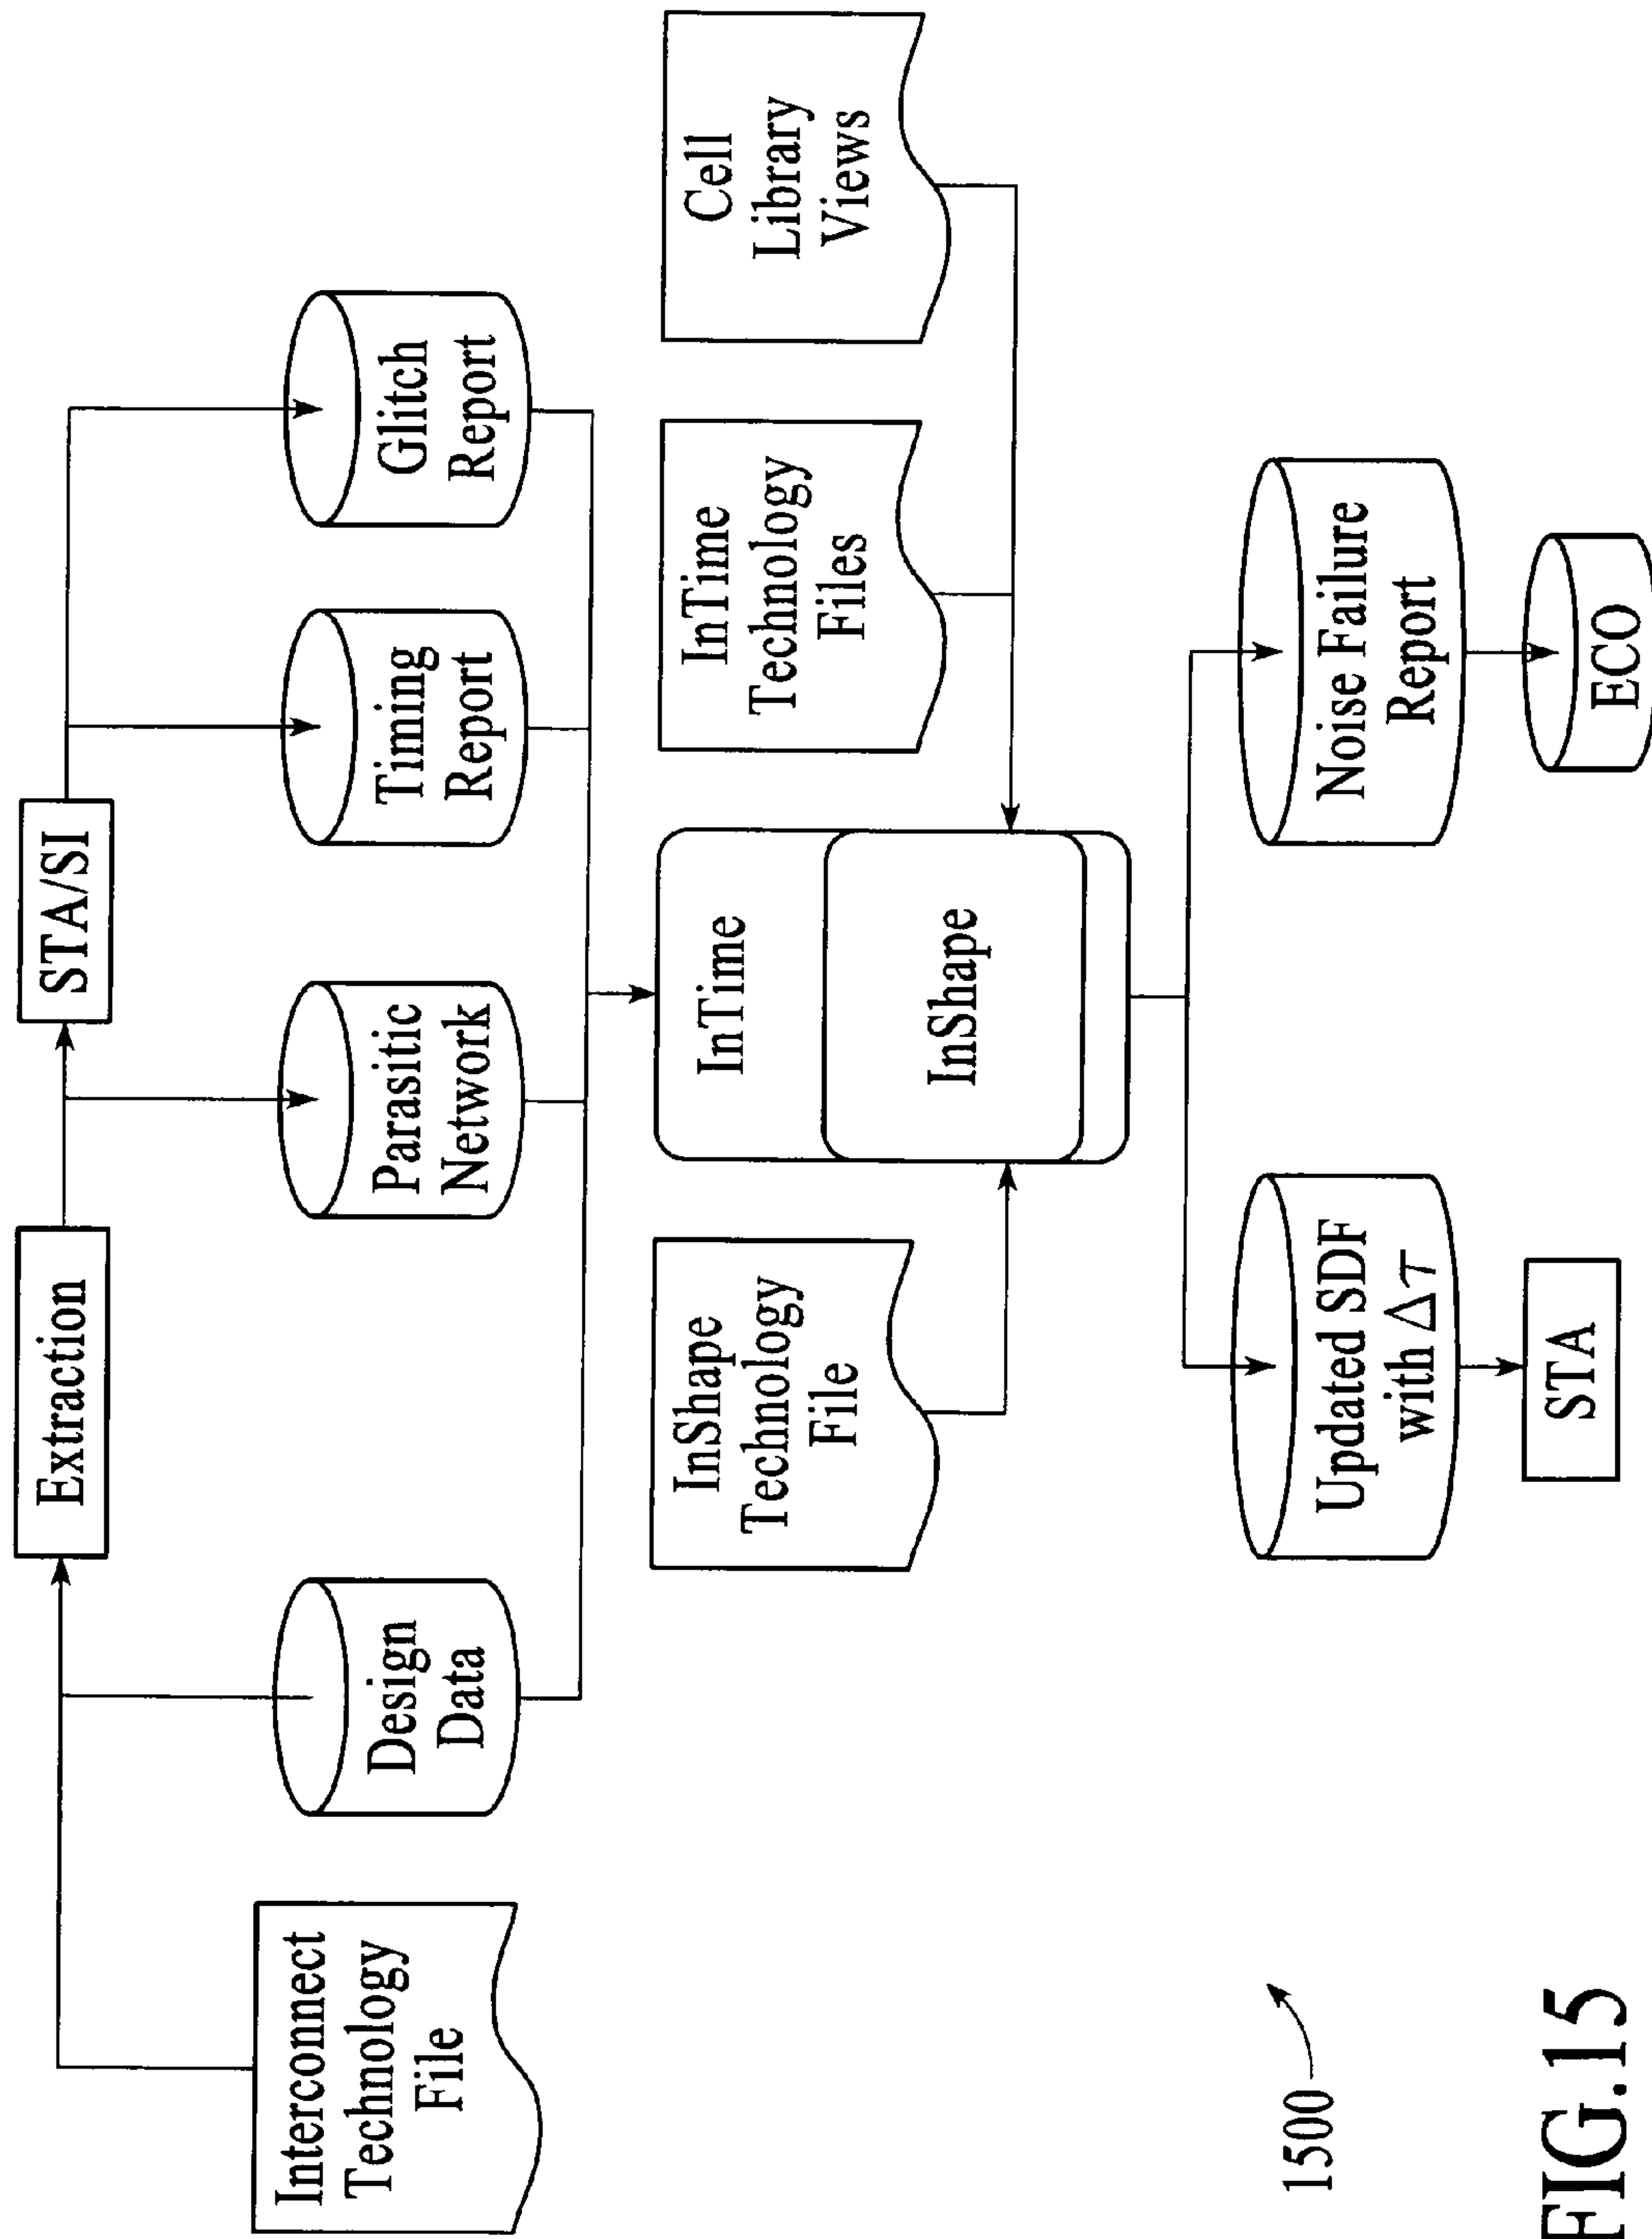 Extraction
STA/SI
Interconnect
Technology
File
Design
Data
Parasitic
Network
Timing
Report
Glitch
Report
InShape
Technology
File
InTime
InShape
InTime
Technology
Files
Cell
Library
Views
Updated SDF
with Δτ
Noise Failure
Report
STA
ECO
1500
FIG.15